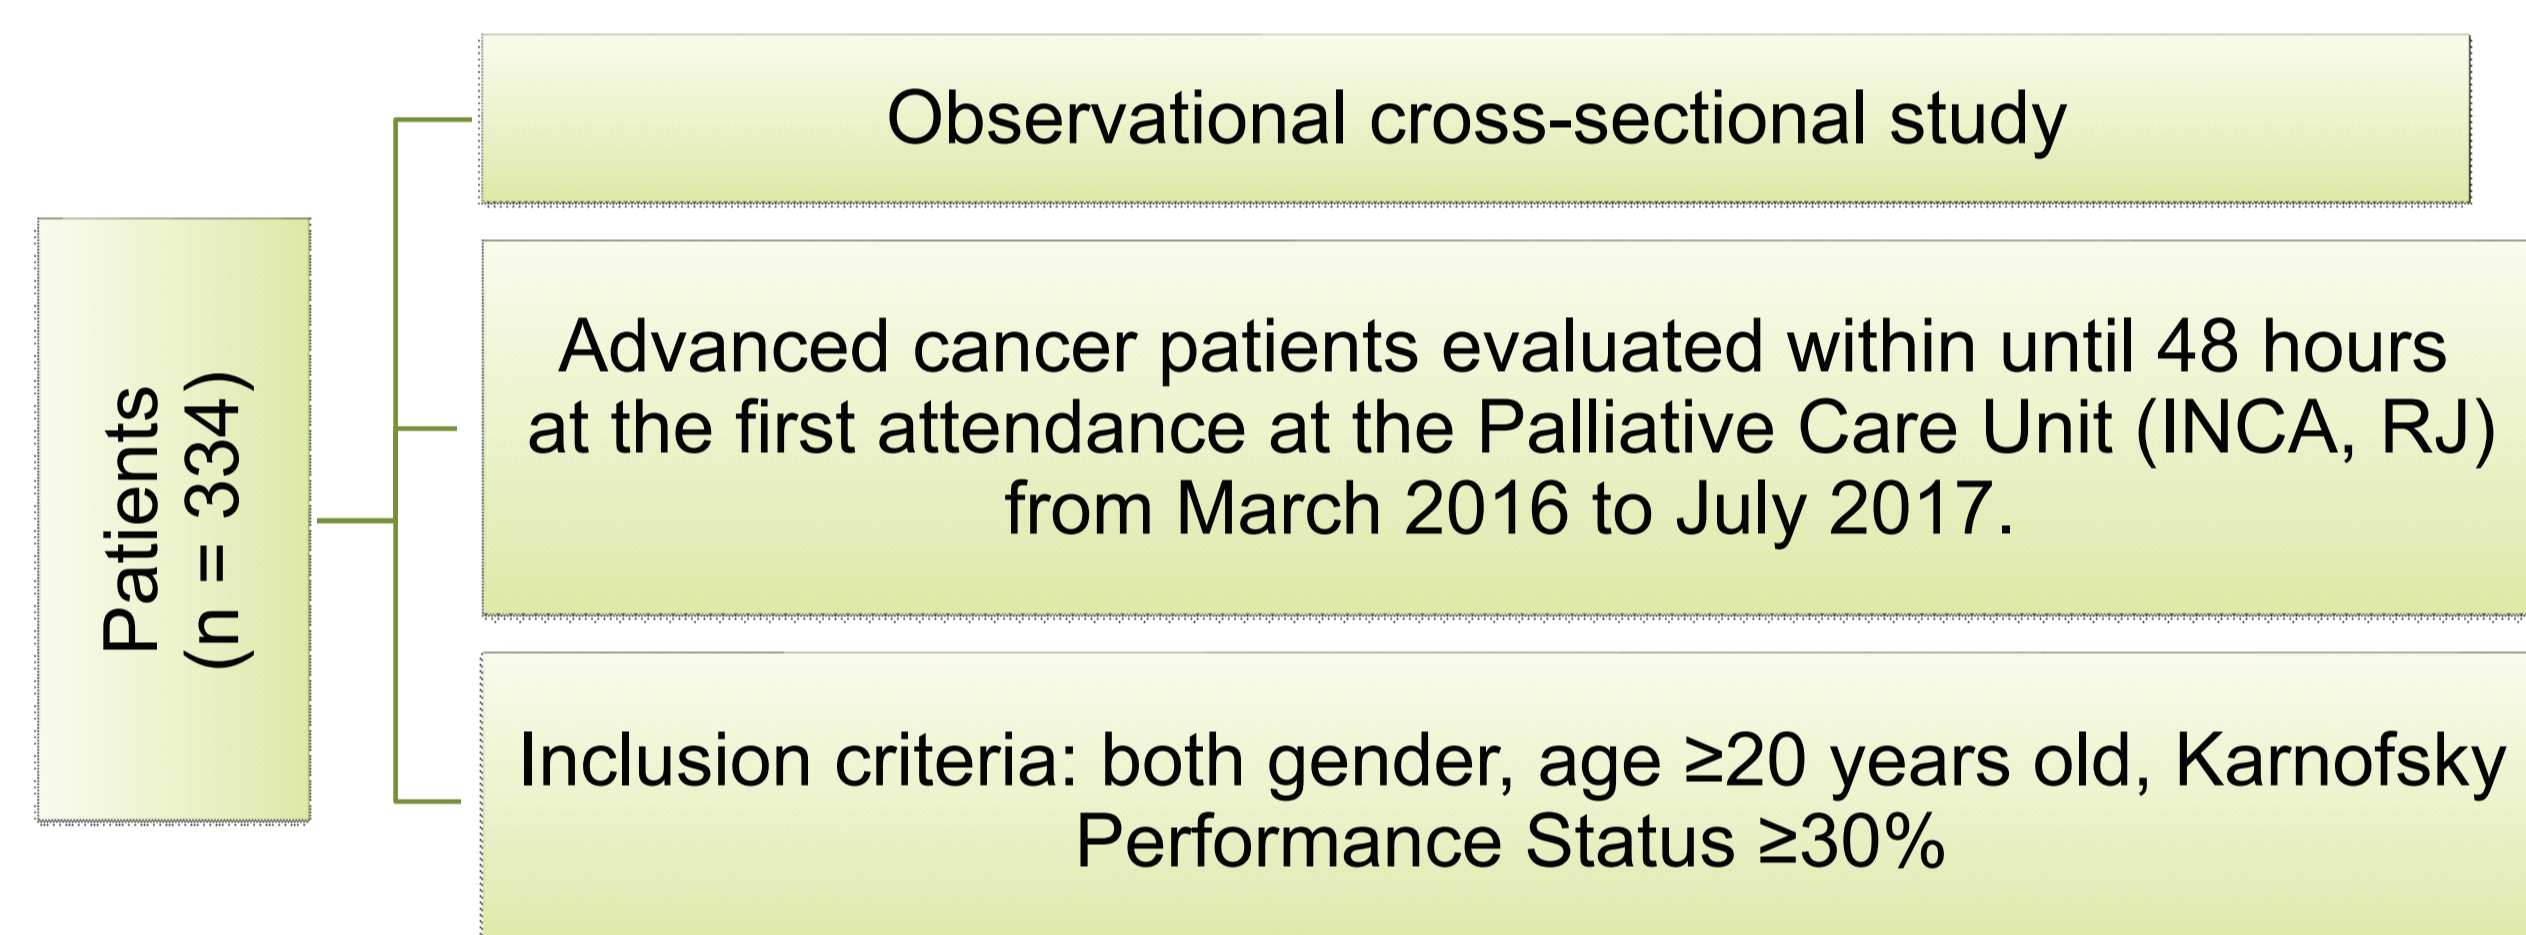 Patients
(n = 334)
Observational cross-sectional study
Advanced cancer patients evaluated within until 48 hours
at the first attendance at the Palliative Care Unit (INCA, RJ)
from March 2016 to July 2017.
Inclusion criteria: both gender, age ≥20 years old, Karnofsky
Performance Status ≥30%